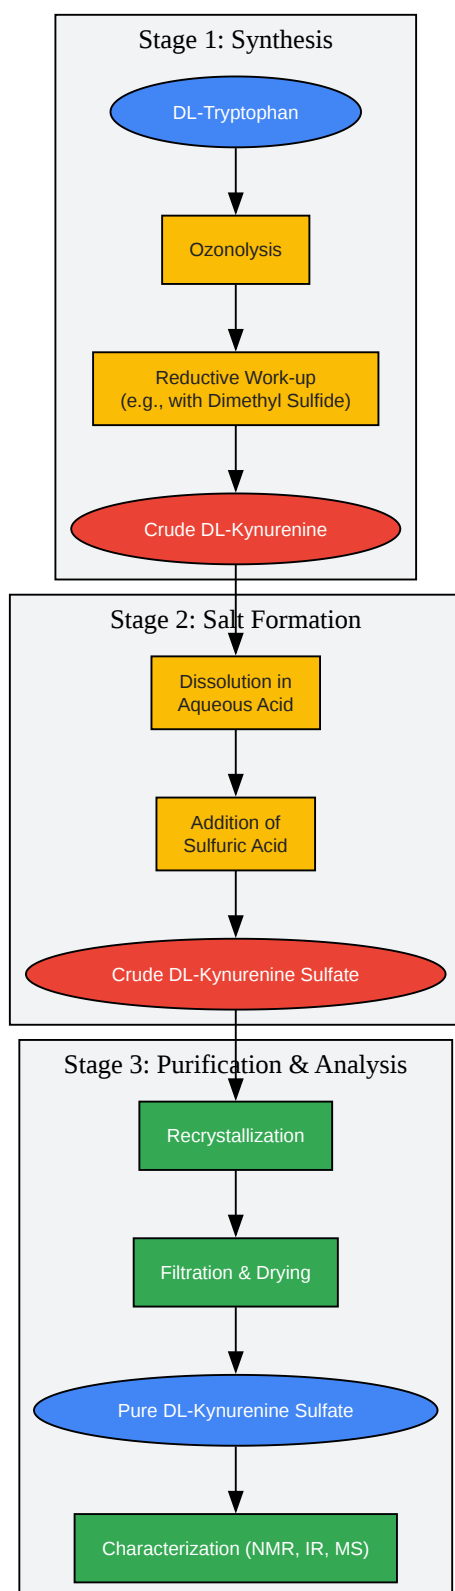 Stage 1: Synthesis
DL-Tryptophan
Ozonolysis
Reductive Work-up
(e.g., with Dimethyl Sulfide)
Crude DL-Kynurenine
Stage 2: Salt Formation
Dissolution in
Aqueous Acid
Addition of
Sulfuric Acid
Crude DL-Kynurenine Sulfate
Stage 3: Purification & Analysis
Recrystallization
Filtration & Drying
Pure DL-Kynurenine Sulfate
Characterization (NMR, IR, MS)